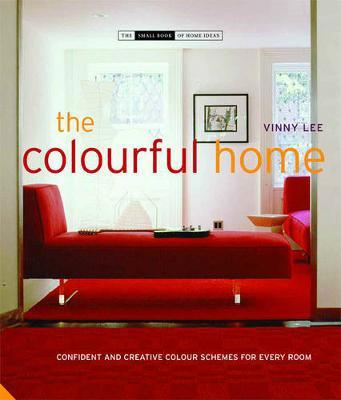 THE SMALL BOOK OF HOME IDEAS
the
VINNY LEE
colourful home
CONFIDENT AND CREATIVE COLOUR SCHEMES FOR EVERY ROOM